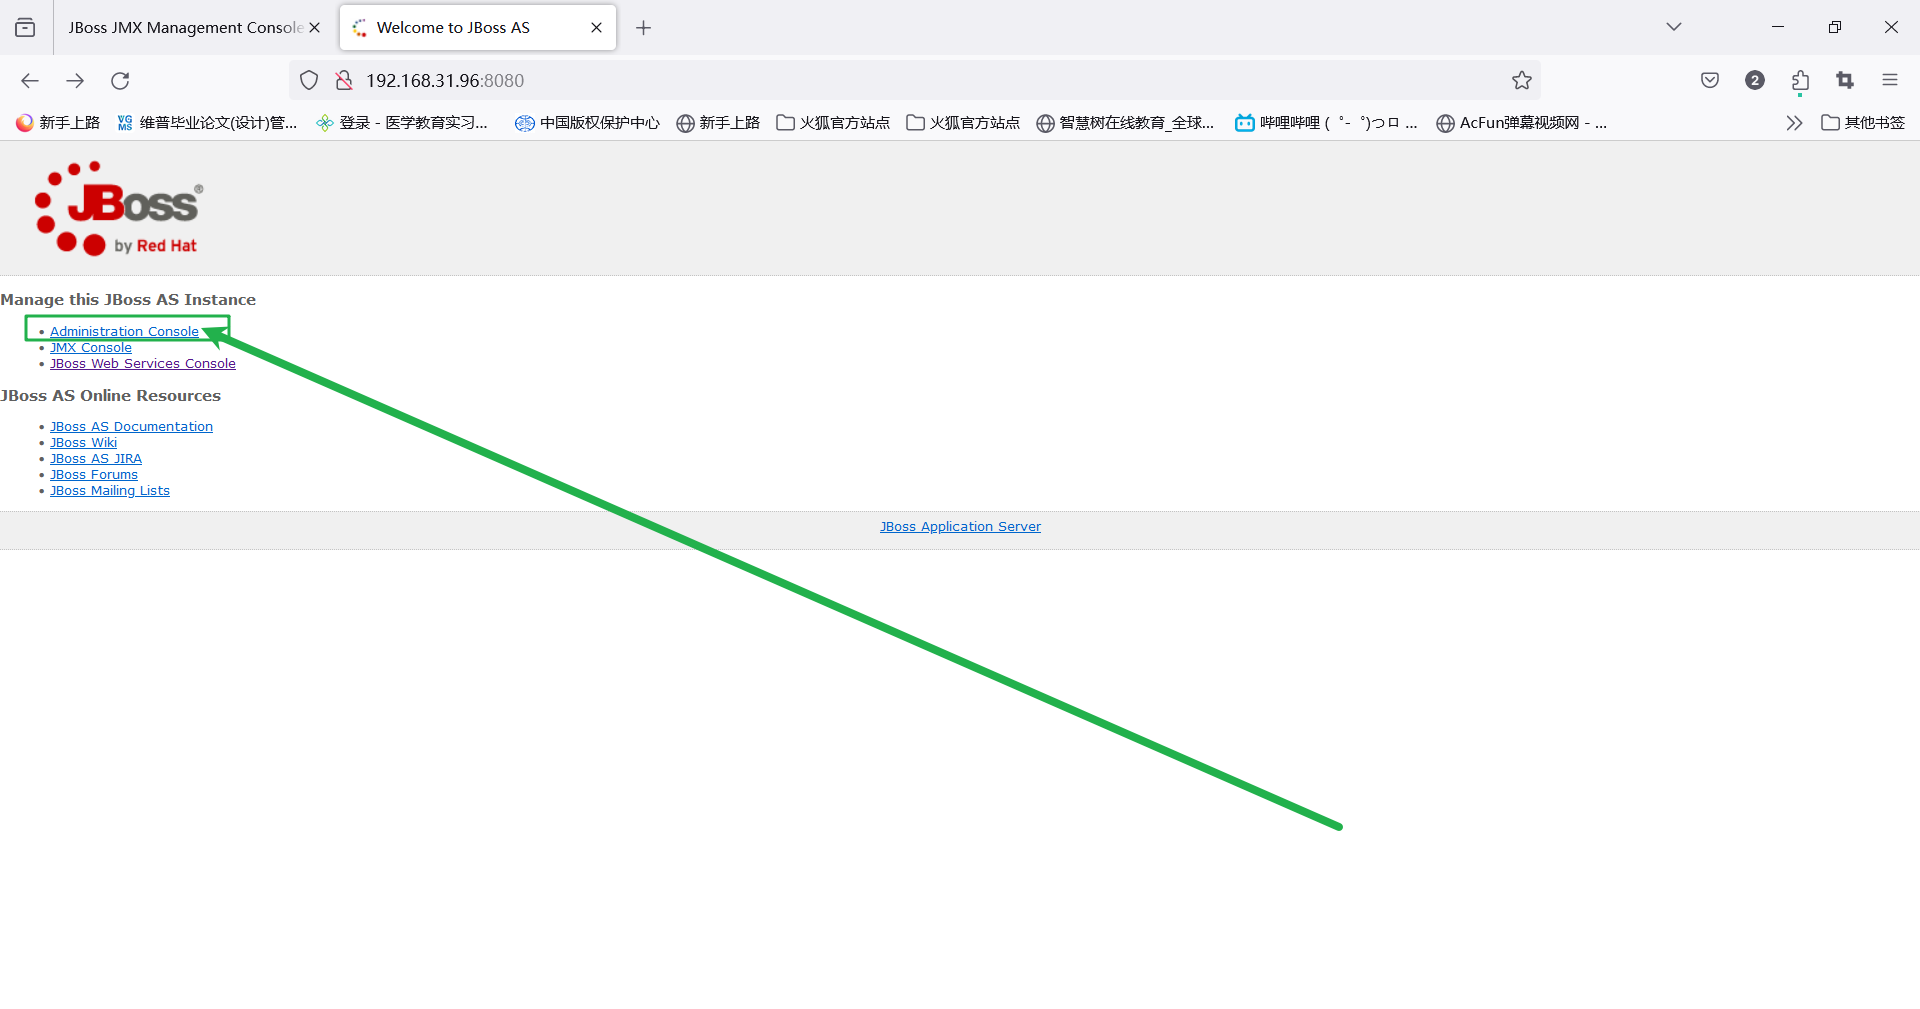 JBoss JMX Management Console
Welcome to JBoss AS
192.168.31.96:8080
2
新手上路
VG
MS
维普毕业论文(设计)管...
登录 - 医学教育实习...
中国版权保护中心
新手上路
火狐官方站点
火狐官方站点
智慧树在线教育_全球...
哔哩哔哩 ( ゜- ゜)つロ ...
AcFun弹幕视频网 - ...
其他书签
JBoss®
by Red Hat
Manage this JBoss AS Instance
• Administration Console
• JMX Console
• JBoss Web Services Console
JBoss AS Online Resources
• JBoss AS Documentation
• JBoss Wiki
• JBoss AS JIRA
• JBoss Forums
• JBoss Mailing Lists
JBoss Application Server